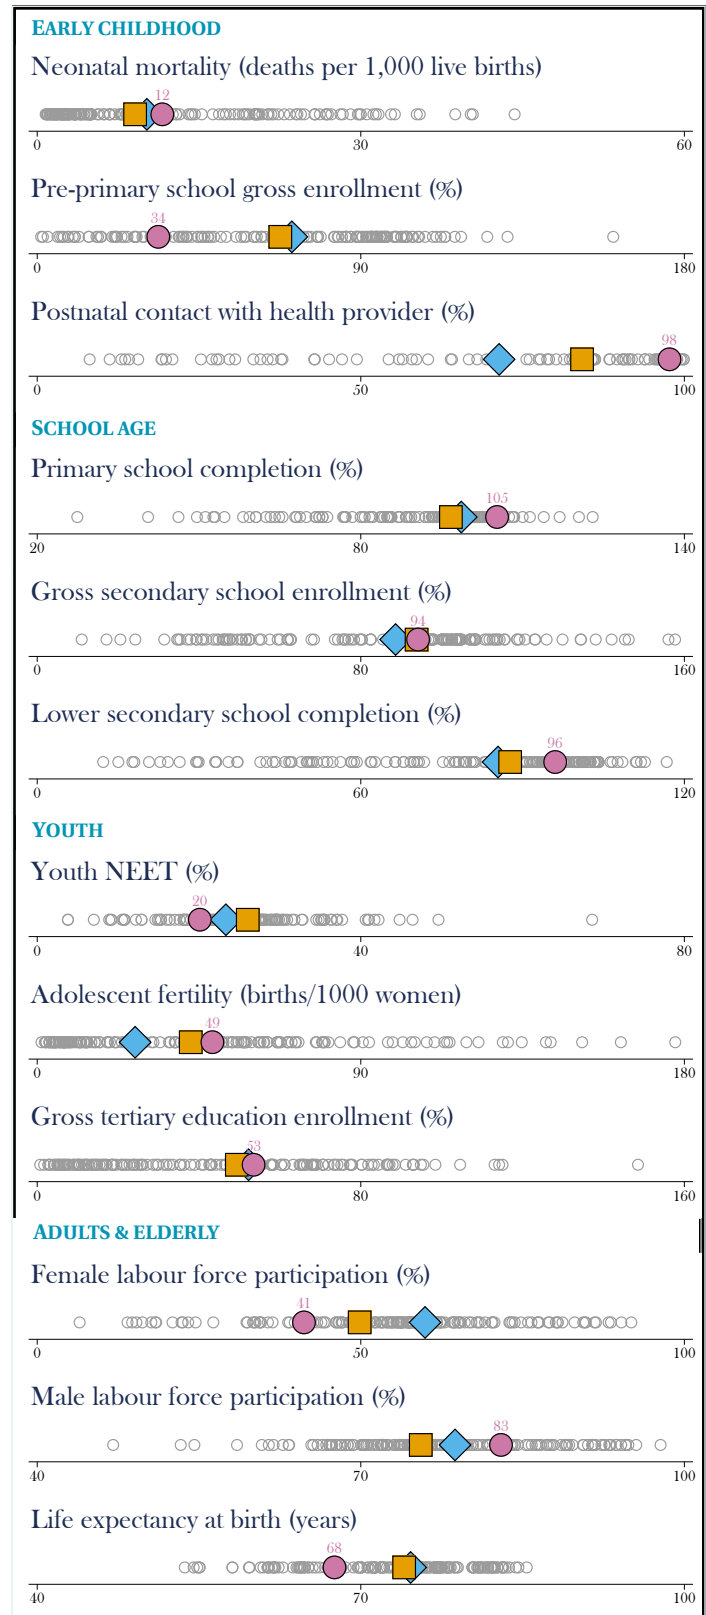 EARLY CHILDHOOD
Neonatal mortality (deaths per 1,000 live births)
12
0 30 60
Pre-primary school gross enrollment (%)
34
0 90 180
Postnatal contact with health provider (%)
98
0 50 100
SCHOOL AGE
Primary school completion (%)
105
20 80 140
Gross secondary school enrollment (%)
94
0 80 160
Lower secondary school completion (%)
96
0 60 120
YOUTH
Youth NEET (%)
20
0 40 80
Adolescent fertility (births/1000 women)
49
0 90 180
Gross tertiary education enrollment (%)
53
0 80 160
ADULTS & ELDERLY
Female labour force participation (%)
41
0 50 100
Male labour force participation (%)
83
40 70 100
Life expectancy at birth (years)
68
40 70 100